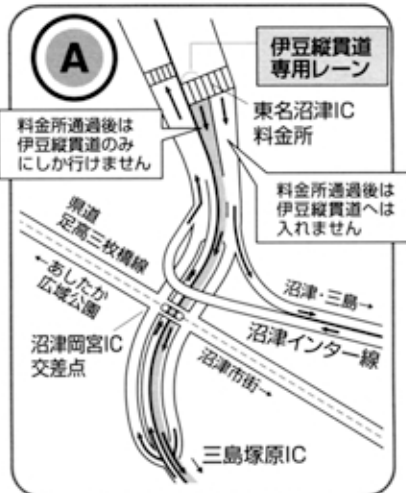 A
伊豆縦貫道
専用レーン
東名沼津IC
料金所
料金所通過後は
伊豆縦貫道のみ
にしか行けません
料金所通過後は
伊豆縦貫道へは
入れません
県道
足高三枚橋線
←あしたか
広域公園
沼津・三島→
沼津インター線
沼津岡宮IC
交差点
沼津市街→
三島塚原IC